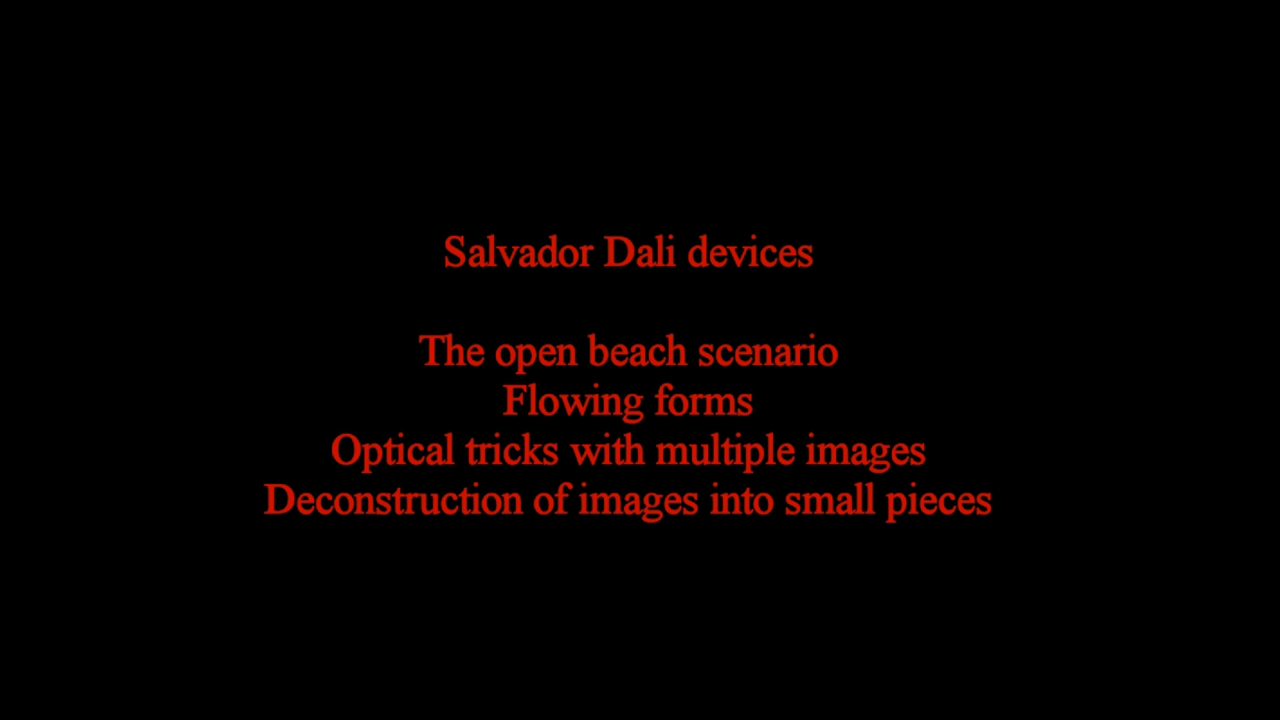 Salvador Dali devices
The open beach scenario
Flowing forms
Optical tricks with multiple images
Deconstruction of images into small pieces